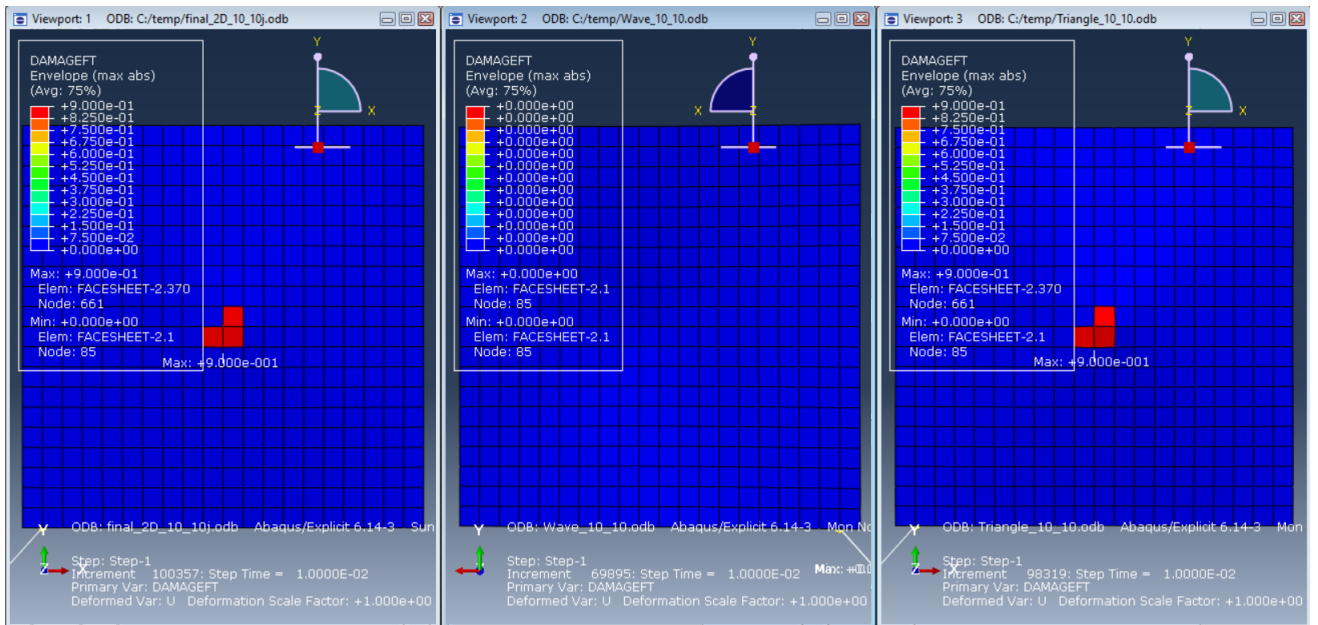 Viewport: 1 ODB: C:/temp/final_2D_10_10j.odb
DAMAGEFT
Envelope (max abs)
(Avg: 75%)
+9.000e-01
+8.250e-01
+7.500e-01
+6.750e-01
+6.000e-01
+5.250e-01
+4.500e-01
+3.750e-01
+3.000e-01
+2.250e-01
+1.500e-01
+7.500e-02
+0.000e+00
Max: +9.000e-01
Elem: FACESHEET-2.370
Node: 661
Min: +0.000e+00
Elem: FACESHEET-2.1
Node: 85
Y
Z
X
Max: +9.000e-001
ODB: final_2D_10_10j.odb Abaqus/Explicit 6.14-3 Sun
Y
Z
X
Step: Step-1
Increment 100357: Step Time = 1.0000E-02
Primary Var: DAMAGEFT
Deformed Var: U Deformation Scale Factor: +1.000e+00
Viewport: 2 ODB: C:/temp/Wave_10_10.odb
DAMAGEFT
Envelope (max abs)
(Avg: 75%)
+0.000e+00
+0.000e+00
+0.000e+00
+0.000e+00
+0.000e+00
+0.000e+00
+0.000e+00
+0.000e+00
+0.000e+00
+0.000e+00
+0.000e+00
+0.000e+00
+0.000e+00
Max: +0.000e+00
Elem: FACESHEET-2.1
Node: 85
Min: +0.000e+00
Elem: FACESHEET-2.1
Node: 85
Y
X
Z
ODB: Wave_10_10.odb Abaqus/Explicit 6.14-3 Mon No
Y
Step: Step-1
Increment 69895: Step Time = 1.0000E-02
Max:
Primary Var: DAMAGEFT
Deformed Var: U Deformation Scale Factor: +1.000e+00
Viewport: 3 ODB: C:/temp/Triangle_10_10.odb
DAMAGEFT
Envelope (max abs)
(Avg: 75%)
+9.000e-01
+8.250e-01
+7.500e-01
+6.750e-01
+6.000e-01
+5.250e-01
+4.500e-01
+3.750e-01
+3.000e-01
+2.250e-01
+1.500e-01
+7.500e-02
+0.000e+00
Max: +9.000e-01
Elem: FACESHEET-2.370
Node: 661
Min: +0.000e+00
Elem: FACESHEET-2.1
Node: 85
Y
Z
X
Max: +9.000e-001
ODB: Triangle_10_10.odb Abaqus/Explicit 6.14-3 Mon
Y
Z
X
Step: Step-1
Increment 98319: Step Time = 1.0000E-02
Primary Var: DAMAGEFT
Deformed Var: U Deformation Scale Factor: +1.000e+00